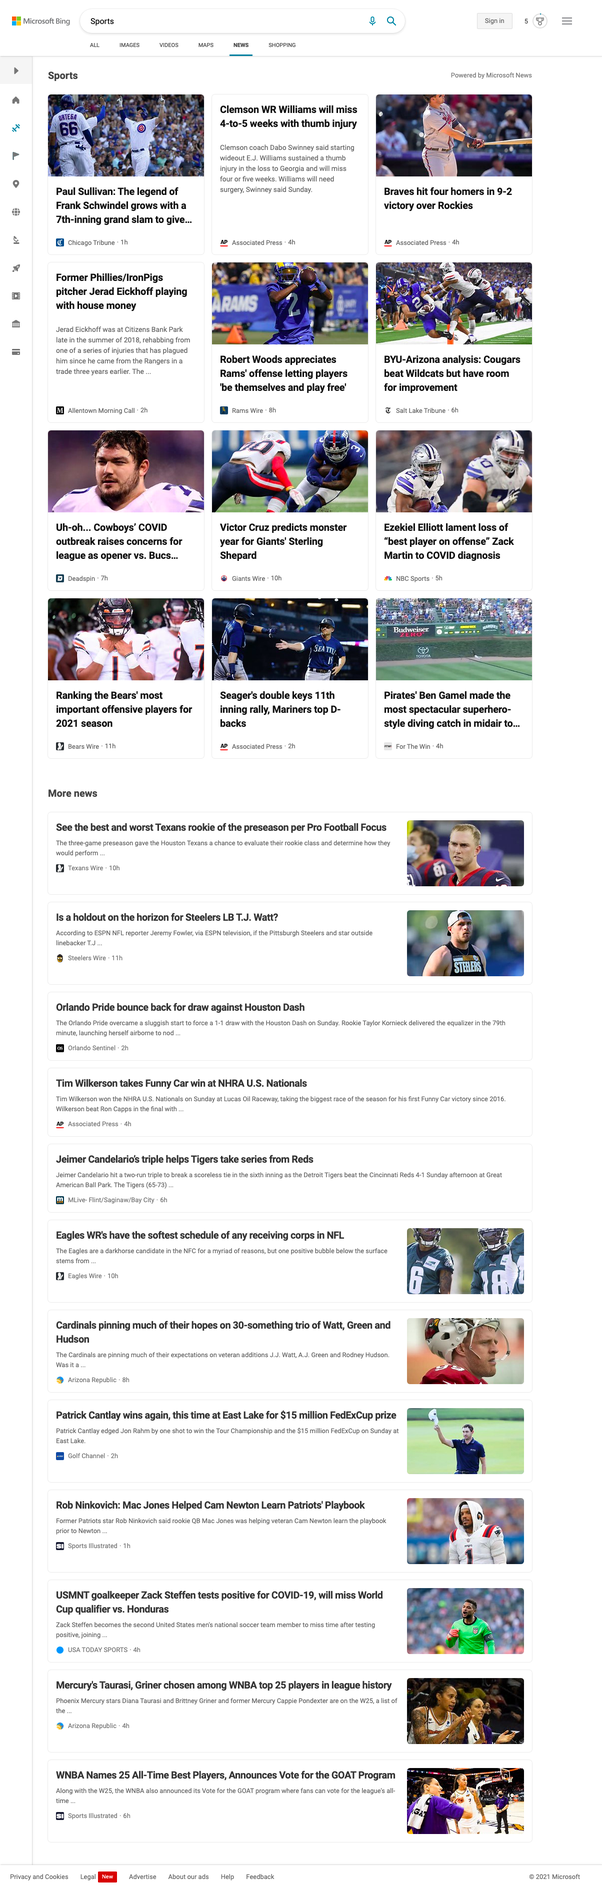 Microsoft Bing
Sports
Sign in
5
ALL
IMAGES
VIDEOS
MAPS
NEWS
SHOPPING
Sports
Powered by Microsoft News
ORTEGA
66
Paul Sullivan: The legend of
Frank Schwindel grows with a
7th-inning grand slam to give...
Chicago Tribune · 1h
Clemson WR Williams will miss
4-to-5 weeks with thumb injury
Clemson coach Dabo Swinney said starting
wideout E.J. Williams sustained a thumb
injury in the loss to Georgia and will miss
four or five weeks. Williams will need
surgery, Swinney said Sunday.
AP Associated Press · 4h
Braves hit four homers in 9-2
victory over Rockies
AP Associated Press · 4h
Former Phillies/IronPigs
pitcher Jerad Eickhoff playing
with house money
Jerad Eickhoff was at Citizens Bank Park
late in the summer of 2018, rehabbing from
one of a series of injuries that has plagued
him since he came from the Rangers in a
trade three years earlier. The ...
Allentown Morning Call · 2h
RAMS
2
Robert Woods appreciates
Rams' offense letting players
'be themselves and play free'
Rams Wire · 8h
BYU-Arizona analysis: Cougars
beat Wildcats but have room
for improvement
Salt Lake Tribune · 6h
Uh-oh... Cowboys' COVID
outbreak raises concerns for
league as opener vs. Bucs...
Deadspin · 7h
Victor Cruz predicts monster
year for Giants' Sterling
Shepard
Giants Wire · 10h
Ezekiel Elliott lament loss of
“best player on offense” Zack
Martin to COVID diagnosis
NBC Sports · 5h
Ranking the Bears' most
important offensive players for
2021 season
Bears Wire · 11h
SEATTLE
Seager's double keys 11th
inning rally, Mariners top D-
backs
AP Associated Press · 2h
Budweiser
TOYOTA
Pirates' Ben Gamel made the
most spectacular superhero-
style diving catch in midair to...
For The Win · 4h
More news
See the best and worst Texans rookie of the preseason per Pro Football Focus
The three-game preseason gave the Houston Texans a chance to evaluate their rookie class and determine how they
would perform ...
Texans Wire · 10h
81
Is a holdout on the horizon for Steelers LB T.J. Watt?
According to ESPN NFL reporter Jeremy Fowler, via ESPN television, if the Pittsburgh Steelers and star outside
linebacker T.J ...
Steelers Wire · 11h
STEELERS
Orlando Pride bounce back for draw against Houston Dash
The Orlando Pride overcame a sluggish start to force a 1-1 draw with the Houston Dash on Sunday. Rookie Taylor Kornieck delivered the equalizer in the 79th
minute, launching herself airborne to nod ...
OS Orlando Sentinel · 2h
Tim Wilkerson takes Funny Car win at NHRA U.S. Nationals
Tim Wilkerson won the NHRA U.S. Nationals on Sunday at Lucas Oil Raceway, taking the biggest race of the season for his first Funny Car victory since 2016.
Wilkerson beat Ron Capps in the final with ...
AP Associated Press · 4h
Jeimer Candelario's triple helps Tigers take series from Reds
Jeimer Candelario hit a two-run triple to break a scoreless tie in the sixth inning as the Detroit Tigers beat the Cincinnati Reds 4-1 Sunday afternoon at Great
American Ball Park. The Tigers (65-73) ...
MLive- Flint/Saginaw/Bay City · 6h
Eagles WR's have the softest schedule of any receiving corps in NFL
The Eagles are a darkhorse candidate in the NFC for a myriad of reasons, but one positive bubble below the surface
stems from ...
Eagles Wire · 10h
6
18
Cardinals pinning much of their hopes on 30-something trio of Watt, Green and
Hudson
The Cardinals are pinning much of their expectations on veteran additions J.J. Watt, A.J. Green and Rodney Hudson.
Was it a ...
Arizona Republic · 8h
Patrick Cantlay wins again, this time at East Lake for $15 million FedExCup prize
Patrick Cantlay edged Jon Rahm by one shot to win the Tour Championship and the $15 million FedExCup on Sunday at
East Lake.
Golf Channel · 2h
Rob Ninkovich: Mac Jones Helped Cam Newton Learn Patriots' Playbook
Former Patriots star Rob Ninkovich said rookie QB Mac Jones was helping veteran Cam Newton learn the playbook
prior to Newton ...
SI Sports Illustrated · 1h
1
USMNT goalkeeper Zack Steffen tests positive for COVID-19, will miss World
Cup qualifier vs. Honduras
Zack Steffen becomes the second United States men's national soccer team member to miss time after testing
positive, joining ...
USA TODAY SPORTS · 4h
Mercury's Taurasi, Griner chosen among WNBA top 25 players in league history
Phoenix Mercury stars Diana Taurasi and Brittney Griner and former Mercury Cappie Pondexter are on the W25, a list of
the ...
Arizona Republic · 4h
WNBA Names 25 All-Time Best Players, Announces Vote for the GOAT Program
Along with the W25, the WNBA also announced its Vote for the GOAT program where fans can vote for the league's all-
time ...
SI Sports Illustrated · 6h
Privacy and Cookies
Legal
New
Advertise
About our ads
Help
Feedback
© 2021 Microsoft